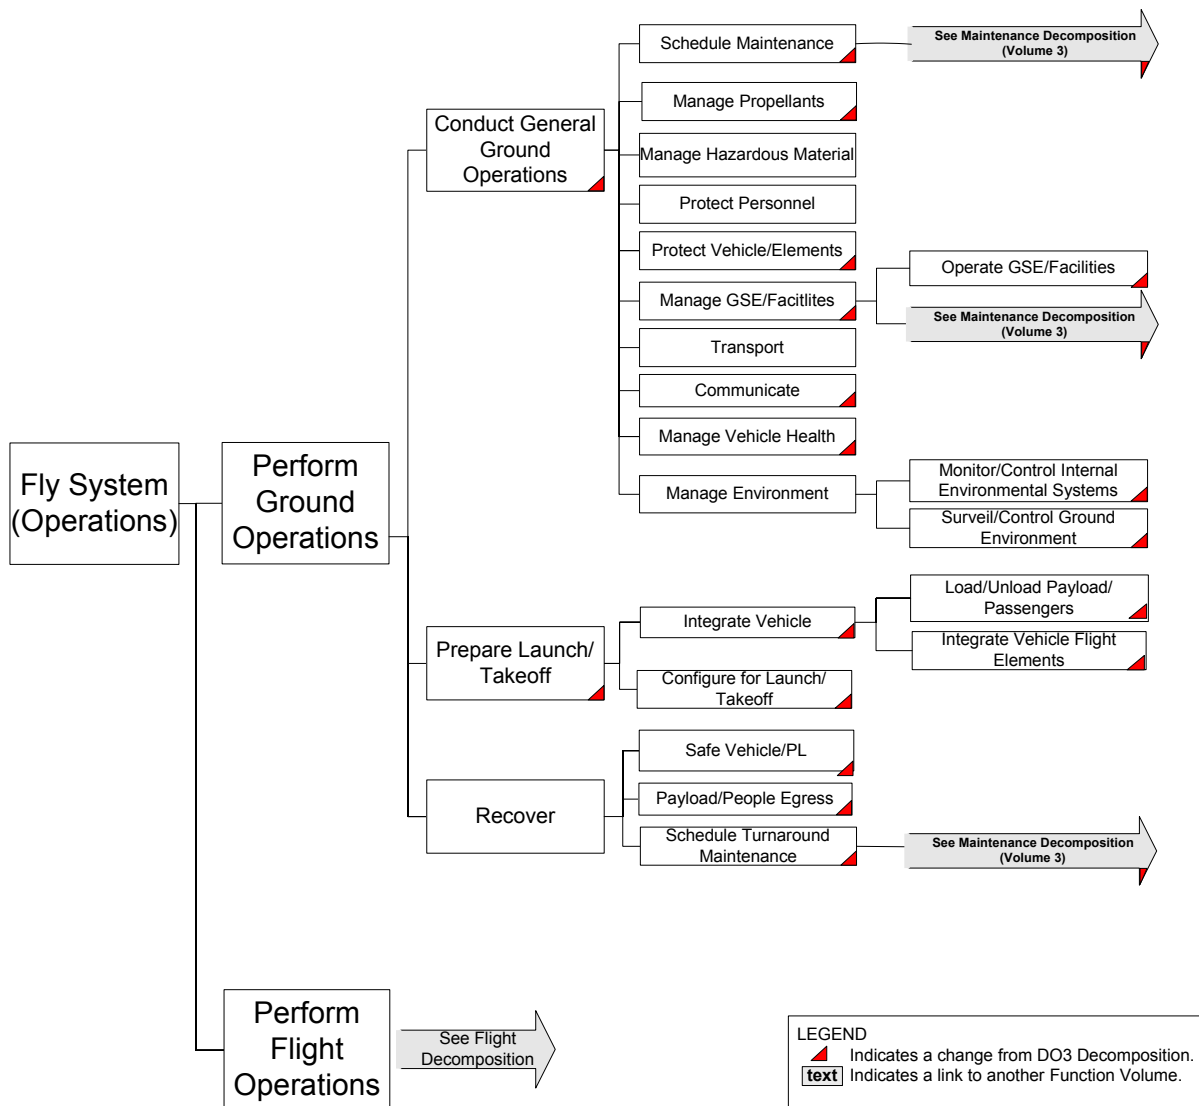 Schedule Maintenance
See Maintenance Decomposition
(Volume 3)
Manage Propellants
Conduct General
Ground
Operations
Manage Hazardous Material
Protect Personnel
Protect Vehicle/Elements
Manage GSE/Facitlites
Operate GSE/Facilities
See Maintenance Decomposition
(Volume 3)
Transport
Communicate
Manage Vehicle Health
Manage Environment
Monitor/Control Internal
Environmental Systems
Surveil/Control Ground
Environment
Fly System
(Operations)
Perform
Ground
Operations
Prepare Launch/
Takeoff
Integrate Vehicle
Load/Unload Payload/
Passengers
Integrate Vehicle Flight
Elements
Configure for Launch/
Takeoff
Recover
Safe Vehicle/PL
Payload/People Egress
Schedule Turnaround
Maintenance
See Maintenance Decomposition
(Volume 3)
Perform
Flight
Operations
See Flight
Decomposition
LEGEND
Indicates a change from DO3 Decomposition.
text Indicates a link to another Function Volume.